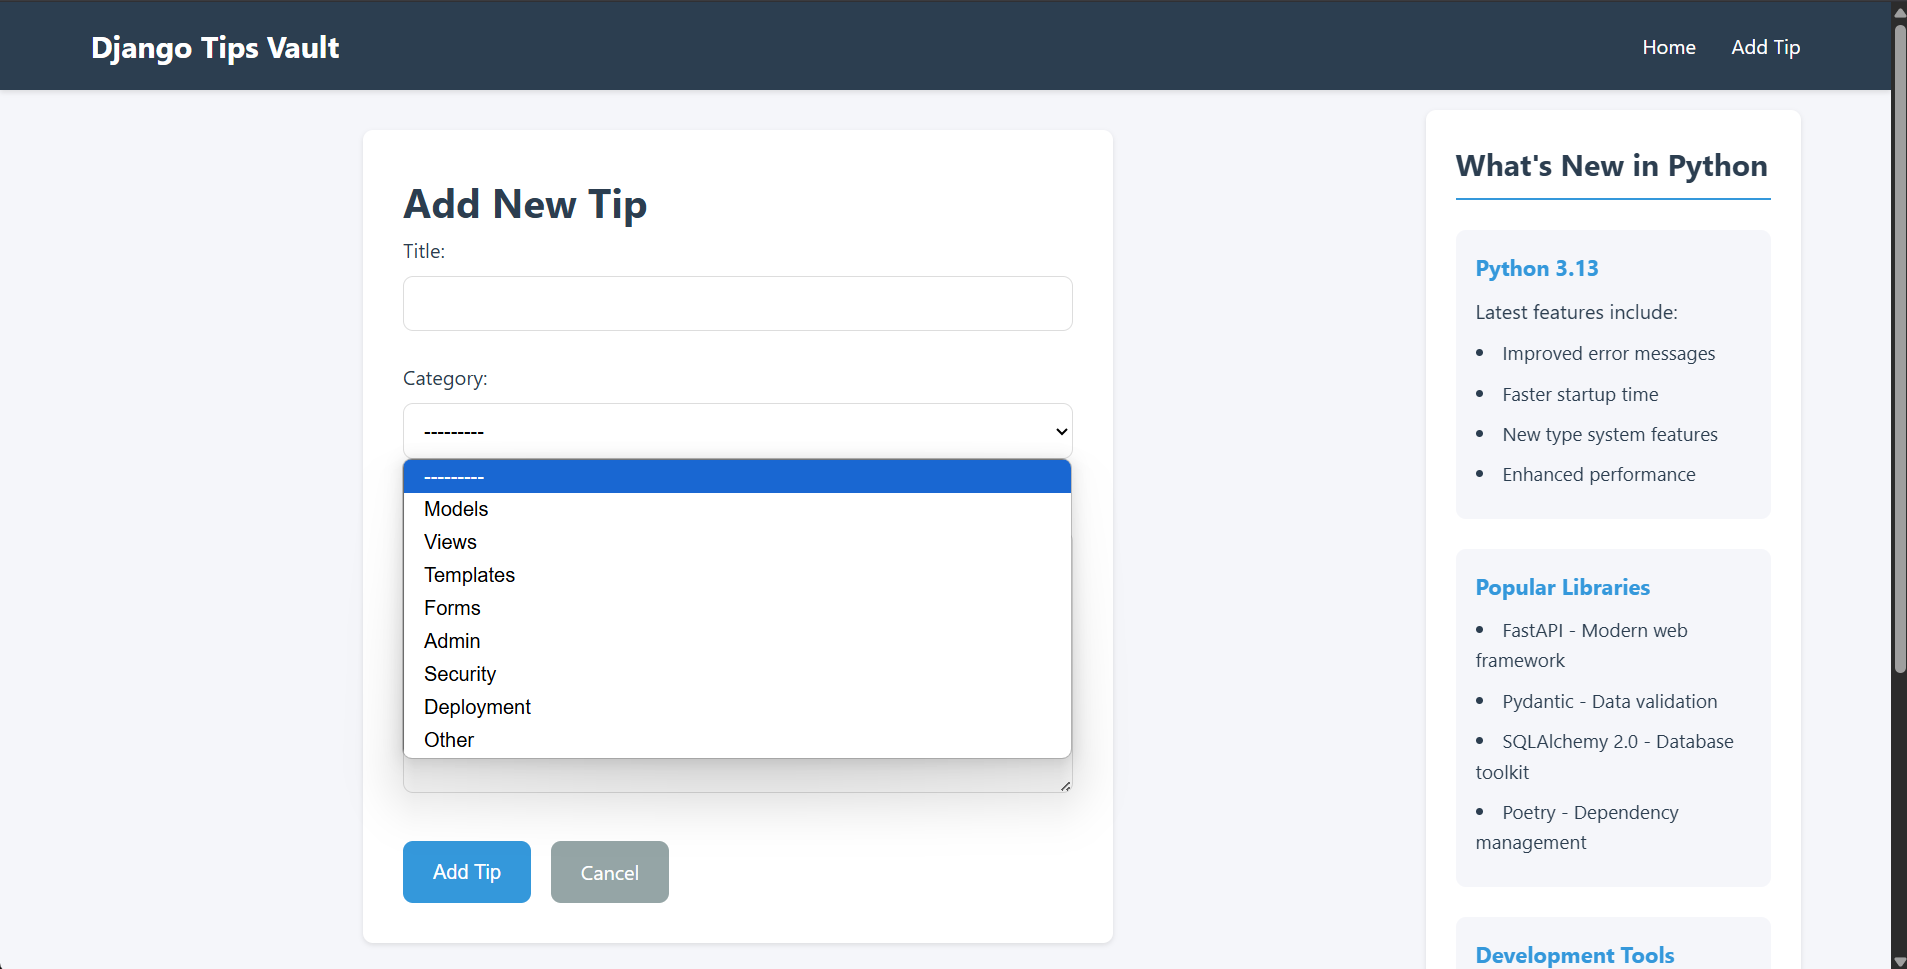 Django Tips Vault
Home
Add Tip
Add New Tip
Title:
Category:
---------
---------
Models
Views
Templates
Forms
Admin
Security
Deployment
Other
Add Tip
Cancel
What's New in Python
Python 3.13
Latest features include:
• Improved error messages
• Faster startup time
• New type system features
• Enhanced performance
Popular Libraries
• FastAPI - Modern web
framework
• Pydantic - Data validation
• SQLAlchemy 2.0 - Database
toolkit
• Poetry - Dependency
management
Development Tools